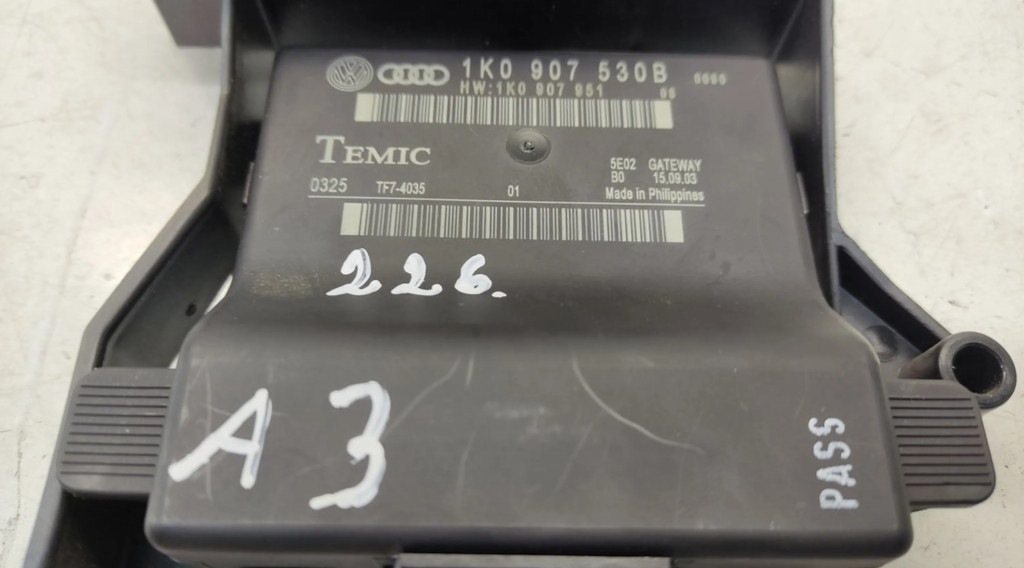 1K0 907 530B 0000
HW:1K0 907 951
TEMIC
5E02 GATEWAY
B0 15.09.03
0325 TF7-4035 01 Made in Philippines
226.
A3
PASS